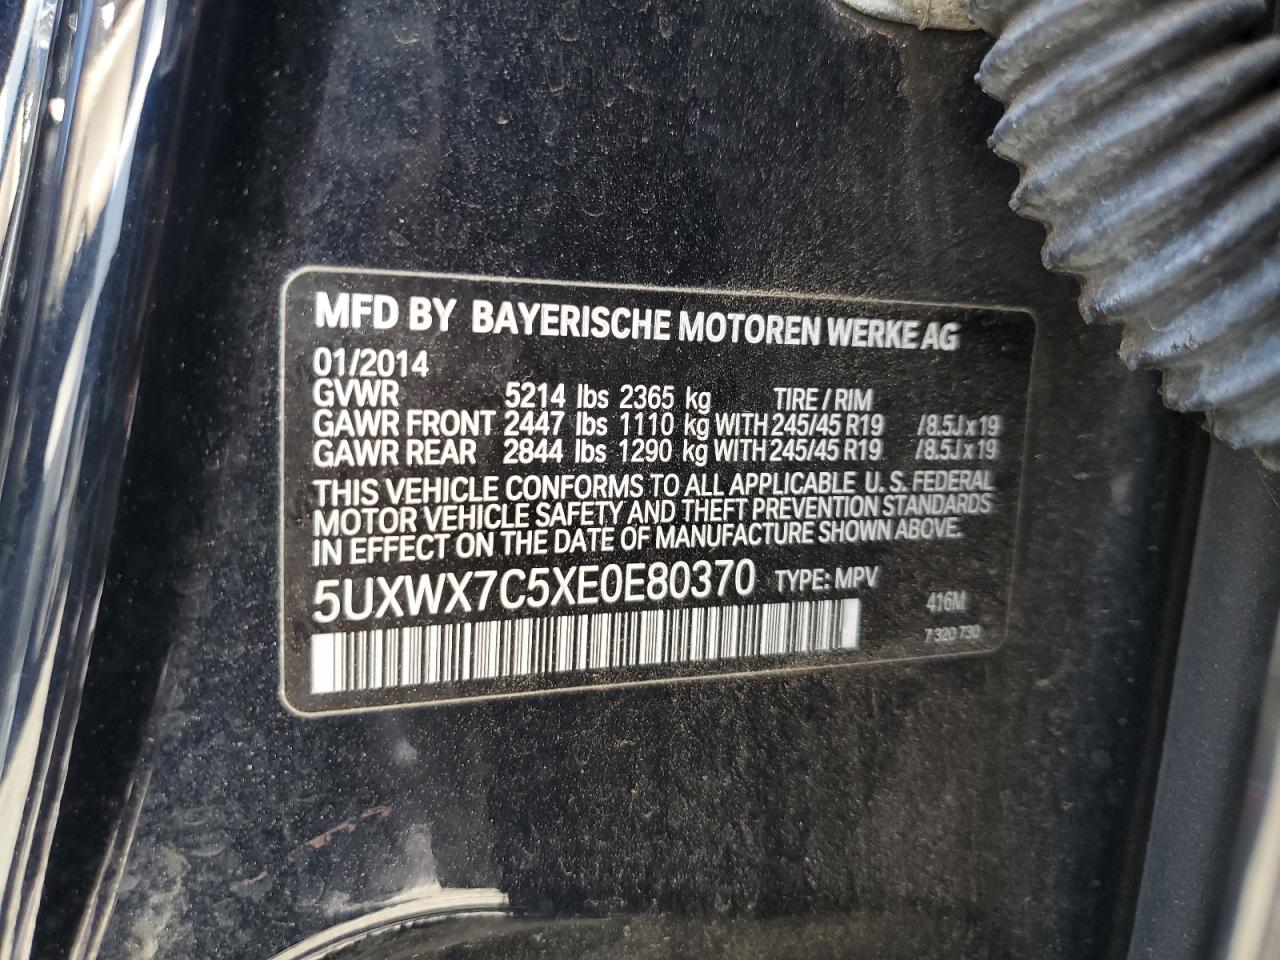 MFD BY BAYERISCHE MOTOREN WERKE AG
01/2014
GVWR 5214 lbs 2365 kg TIRE / RIM
GAWR FRONT 2447 lbs 1110 kg WITH 245/45 R19 /8.5J x 19
GAWR REAR 2844 lbs 1290 kg WITH 245/45 R19 /8.5J x 19
THIS VEHICLE CONFORMS TO ALL APPLICABLE U. S. FEDERAL
MOTOR VEHICLE SAFETY AND THEFT PREVENTION STANDARDS
IN EFFECT ON THE DATE OF MANUFACTURE SHOWN ABOVE.
5UXWX7C5XE0E80370 TYPE: MPV
416M
7 320 730